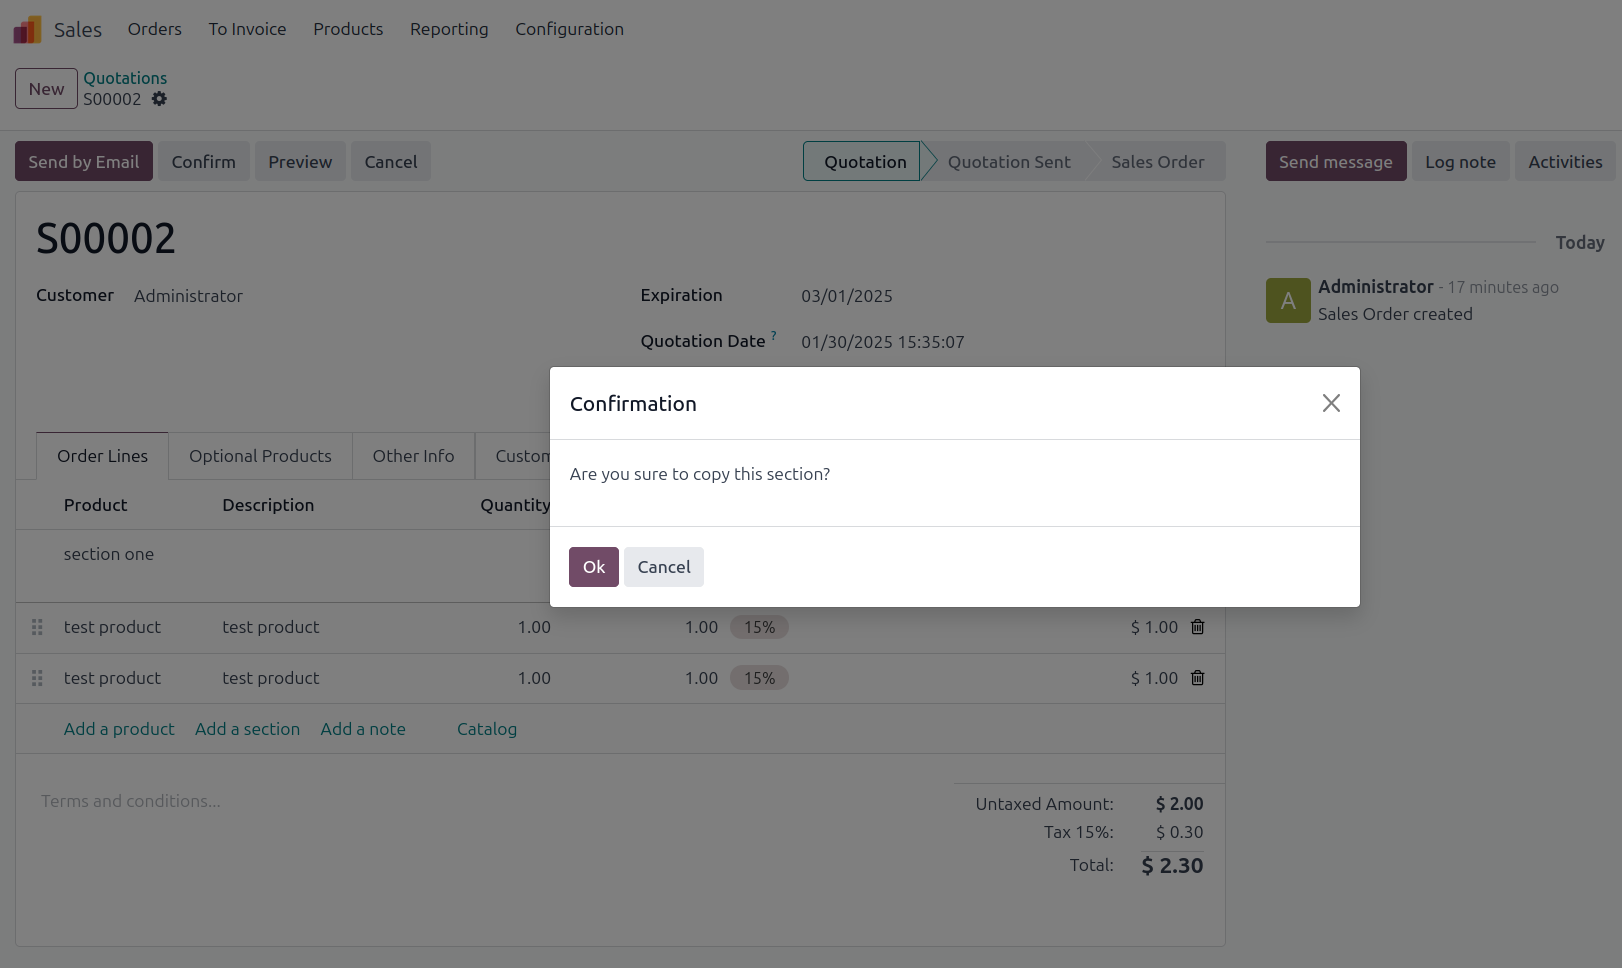 Sales Orders To Invoice Products Reporting Configuration
New Quotations
S00002
Send by Email Confirm Preview Cancel Quotation Quotation Sent Sales Order Send message Log note Activities
S00002
Today
Customer Administrator Expiration 03/01/2025
Quotation Date ? 01/30/2025 15:35:07
A Administrator - 17 minutes ago
Sales Order created
Confirmation
Are you sure to copy this section?
Ok Cancel
Order Lines Optional Products Other Info Custom
Product Description Quantity
section one
test product test product 1.00 1.00 15% $ 1.00
test product test product 1.00 1.00 15% $ 1.00
Add a product Add a section Add a note Catalog
Terms and conditions...
Untaxed Amount: $ 2.00
Tax 15%: $ 0.30
Total: $ 2.30